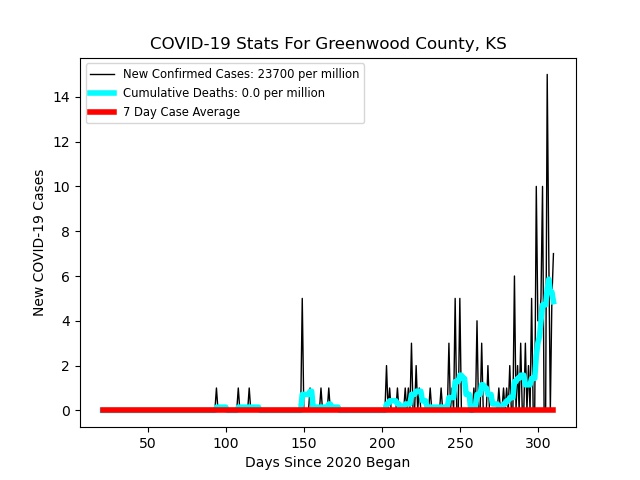 COVID-19 Stats For Greenwood County, KS
New Confirmed Cases: 23700 per million
Cumulative Deaths: 0.0 per million
7 Day Case Average
New COVID-19 Cases
14
12
10
8
6
4
2
0
50 100 150 200 250 300
Days Since 2020 Began